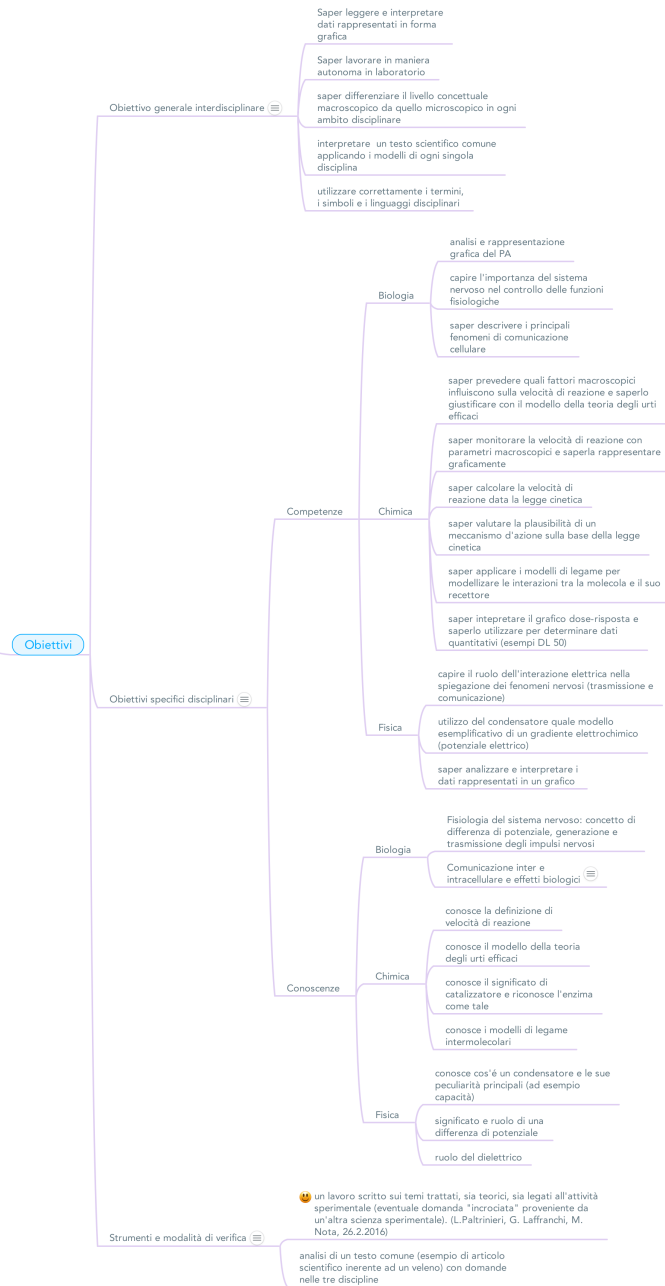 Obiettivi
Obiettivo generale interdisciplinare
Saper leggere e interpretare
dati rappresentati in forma
grafica
Saper lavorare in maniera
autonoma in laboratorio
saper differenziare il livello concettuale
macroscopico da quello microscopico in ogni
ambito disciplinare
interpretare  un testo scientifico comune
applicando i modelli di ogni singola
disciplina
utilizzare correttamente i termini,
i simboli e i linguaggi disciplinari
Obiettivi specifici disciplinari
Competenze
Biologia
analisi e rappresentazione
grafica del PA
capire l'importanza del sistema
nervoso nel controllo delle funzioni
fisiologiche
saper descrivere i principali
fenomeni di comunicazione
cellulare
Chimica
saper prevedere quali fattori macroscopici
influiscono sulla velocità di reazione e saperlo
giustificare con il modello della teoria degli urti
efficaci
saper monitorare la velocità di reazione con
parametri macroscopici e saperla rappresentare
graficamente
saper calcolare la velocità di
reazione data la legge cinetica
saper valutare la plausibilità di un
meccanismo d'azione sulla base della legge
cinetica
saper applicare i modelli di legame per
modellizare le interazioni tra la molecola e il suo
recettore
saper intepretare il grafico dose-risposta e
saperlo utilizzare per determinare dati
quantitativi (esempi DL 50)
Fisica
capire il ruolo dell'interazione elettrica nella
spiegazione dei fenomeni nervosi (trasmissione e
comunicazione)
utilizzo del condensatore quale modello
esemplificativo di un gradiente elettrochimico
(potenziale elettrico)
saper analizzare e interpretare i
dati rappresentati in un grafico
Conoscenze
Biologia
Fisiologia del sistema nervoso: concetto di
differenza di potenziale, generazione e
trasmissione degli impulsi nervosi
Comunicazione inter e
intracellulare e effetti biologici
Chimica
conosce la definizione di
velocità di reazione
conosce il modello della teoria
degli urti efficaci
conosce il significato di
catalizzatore e riconosce l'enzima
come tale
conosce i modelli di legame
intermolecolari
Fisica
conosce cos'é un condensatore e le sue
peculiarità principali (ad esempio
capacità)
significato e ruolo di una
differenza di potenziale
ruolo del dielettrico
Strumenti e modalità di verifica
un lavoro scritto sui temi trattati, sia teorici, sia legati all'attività
sperimentale (eventuale domanda "incrociata" proveniente da
un'altra scienza sperimentale). (L.Paltrinieri, G. Laffranchi, M.
Nota, 26.2.2016)
analisi di un testo comune (esempio di articolo
scientifico inerente ad un veleno) con domande
nelle tre discipline